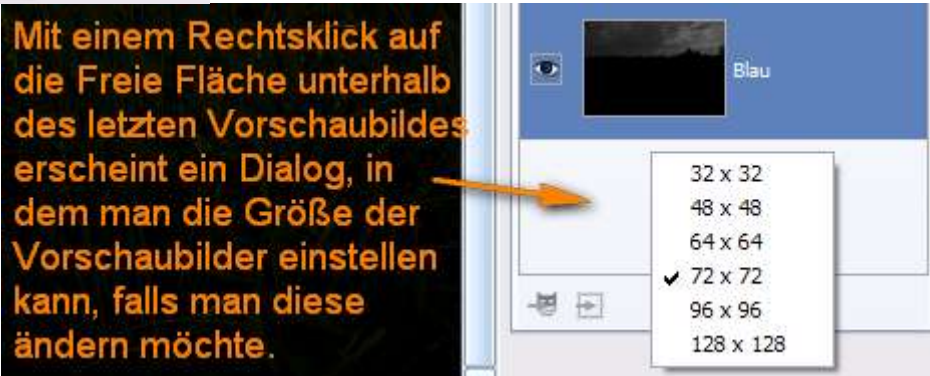 Mit einem Rechtsklick auf
die Freie Fläche unterhalb
des letzten Vorschaubildes
erscheint ein Dialog, in
dem man die Größe der
Vorschaubilder einstellen
kann, falls man diese
ändern möchte.
Blau
32 x 32
48 x 48
64 x 64
72 x 72
96 x 96
128 x 128